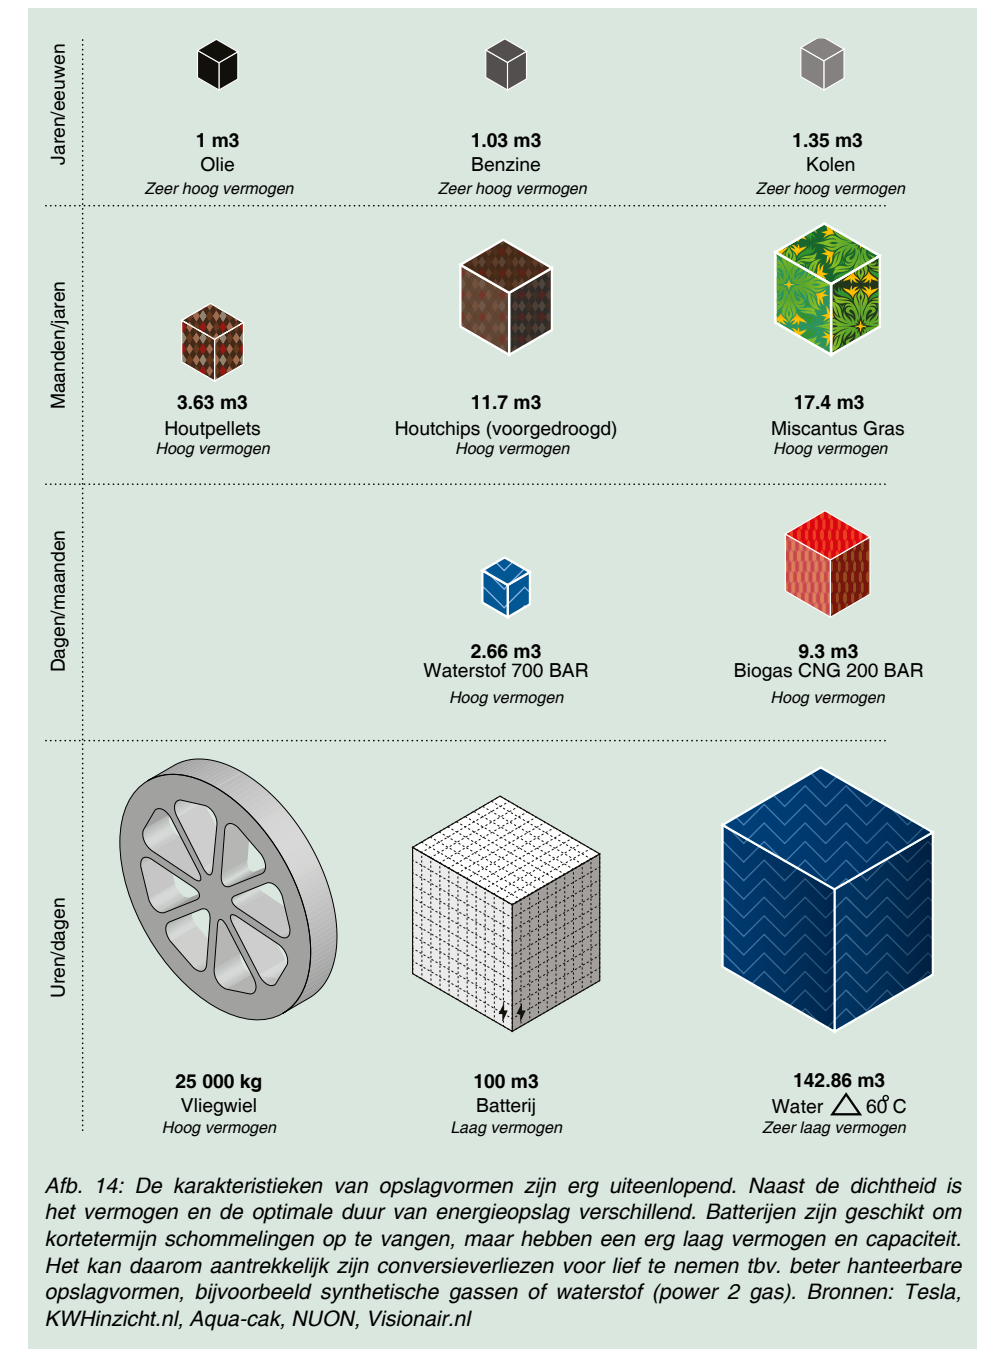 Jaren/eeuwen
1 m3
Olie
Zeer hoog vermogen
1.03 m3
Benzine
Zeer hoog vermogen
1.35 m3
Kolen
Zeer hoog vermogen
Maanden/jaren
3.63 m3
Houtpellets
Hoog vermogen
11.7 m3
Houtchips (voorgedroogd)
Hoog vermogen
17.4 m3
Miscantus Gras
Hoog vermogen
Dagen/maanden
2.66 m3
Waterstof 700 BAR
Hoog vermogen
9.3 m3
Biogas CNG 200 BAR
Hoog vermogen
Uren/dagen
25 000 kg
Vliegwiel
Hoog vermogen
100 m3
Batterij
Laag vermogen
142.86 m3
Water △ 60° C
Zeer laag vermogen
Afb. 14: De karakteristieken van opslagvormen zijn erg uiteenlopend. Naast de dichtheid is
het vermogen en de optimale duur van energieopslag verschillend. Batterijen zijn geschikt om
kortetermijn schommelingen op te vangen, maar hebben een erg laag vermogen en capaciteit.
Het kan daarom aantrekkelijk zijn conversieverliezen voor lief te nemen tbv. beter hanteerbare
opslagvormen, bijvoorbeeld synthetische gassen of waterstof (power 2 gas). Bronnen: Tesla,
KWHinzicht.nl, Aqua-cak, NUON, Visionair.nl